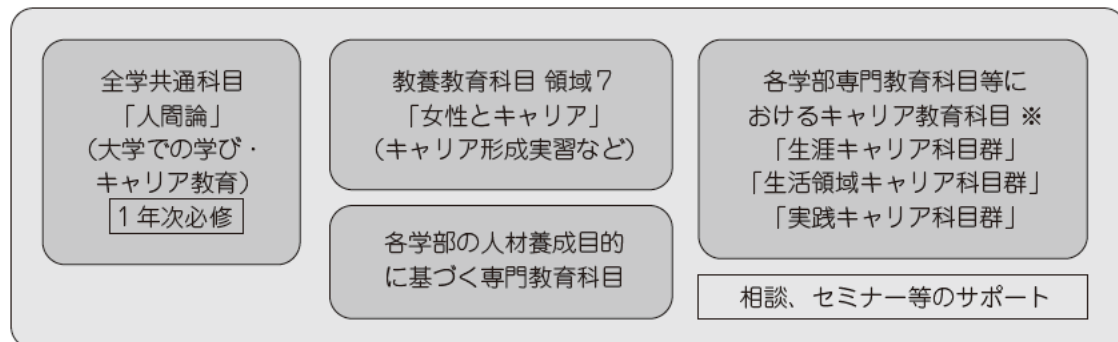 全学共通科目
「人間論」
(大学での学び・
キャリア教育)
1年次必修
教養教育科目 領域7
「女性とキャリア」
(キャリア形成実習など)
各学部の人材養成目的
に基づく専門教育科目
各学部専門教育科目等に
おけるキャリア教育科目 ※
「生涯キャリア科目群」
「生活領域キャリア科目群」
「実践キャリア科目群」
相談、セミナー等のサポート